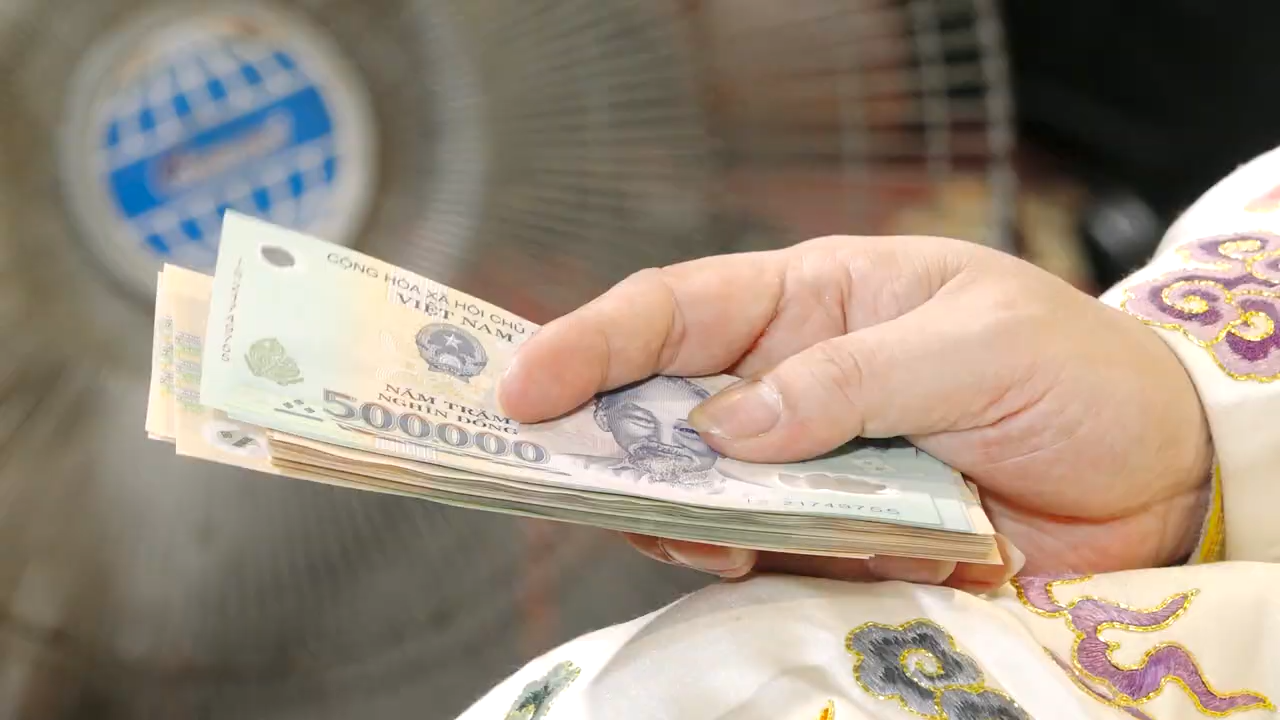 CỘNG HÒA XÃ HỘI CHỦ
VIỆT NAM
NĂM TRĂM
NGHÌN ĐỒNG
500000
21749755